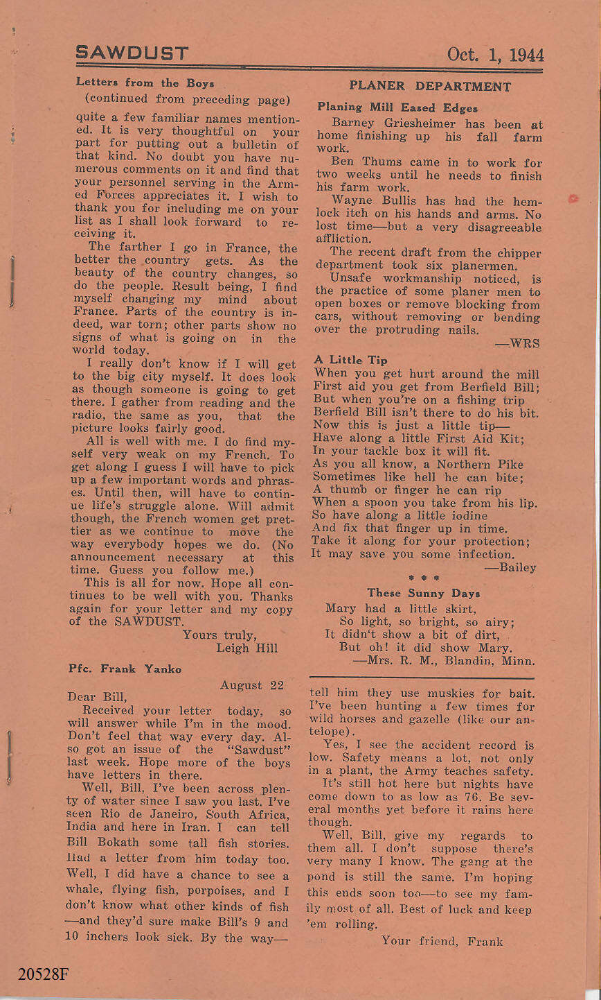 SAWDUST
Oct. 1, 1944
Letters from the Boys
(continued from preceding page)
quite a few familiar names mention-
ed. It is very thoughtful on your
part for putting out a bulletin of
that kind. No doubt you have nu-
merous comments on it and find that
your personnel serving in the Arm-
ed Forces appreciates it. I wish to
thank you for including me on your
list as I shall look forward to re-
ceiving it.
The farther I go in France, the
better the country gets. As the
beauty of the country changes, so
do the people. Result being, I find
myself changing my mind about
France. Parts of the country is in-
deed, war torn; other parts show no
signs of what is going on in the
world today.
I really don't know if I will get
to the big city myself. It does look
as though someone is going to get
there. I gather from reading and the
radio, the same as you, that the
picture looks fairly good.
All is well with me. I do find my-
self very weak on my French. To
get along I guess I will have to pick
up a few important words and phras-
es. Until then, will have to contin-
ue life's struggle alone. Will admit
though, the French women get pret-
tier as we continue to move the
way everybody hopes we do. (No
announcement necessary at this
time. Guess you follow me.)
This is all for now. Hope all con-
tinues to be well with you. Thanks
again for your letter and my copy
of the SAWDUST.
Yours truly,
Leigh Hill
Pfc. Frank Yanko
August 22
Dear Bill,
Received your letter today, so
will answer while I'm in the mood.
Don't feel that way every day. Al-
so got an issue of the "Sawdust"
last week. Hope more of the boys
have letters in there.
Well, Bill, I've been across plen-
ty of water since I saw you last. I've
seen Rio de Janeiro, South Africa,
India and here in Iran. I can tell
Bill Bokath some tall fish stories.
Had a letter from him today too.
Well, I did have a chance to see a
whale, flying fish, porpoises, and I
don't know what other kinds of fish
—and they'd sure make Bill's 9 and
10 inchers look sick. By the way—
PLANER DEPARTMENT
Planing Mill Eased Edges
Barney Griesheimer has been at
home finishing up his fall farm
work.
Ben Thums came in to work for
two weeks until he needs to finish
his farm work.
Wayne Bullis has had the hem-
lock itch on his hands and arms. No
lost time—but a very disagreeable
affliction.
The recent draft from the chipper
department took six planermen.
Unsafe workmanship noticed, is
the practice of some planer men to
open boxes or remove blocking from
cars, without removing or bending
over the protruding nails.
—WRS
A Little Tip
When you get hurt around the mill
First aid you get from Berfield Bill;
But when you're on a fishing trip
Berfield Bill isn't there to do his bit.
Now this is just a little tip—
Have along a little First Aid Kit;
In your tackle box it will fit.
As you all know, a Northern Pike
Sometimes like hell he can bite;
A thumb or finger he can rip
When a spoon you take from his lip.
So have along a little iodine
And fix that finger up in time.
Take it along for your protection;
It may save you some infection.
—Bailey
* * *
These Sunny Days
Mary had a little skirt,
So light, so bright, so airy;
It didn't show a bit of dirt,
But oh! it did show Mary.
—Mrs. R. M., Blandin, Minn.
tell him they use muskies for bait.
I've been hunting a few times for
wild horses and gazelle (like our an-
telope).
Yes, I see the accident record is
low. Safety means a lot, not only
in a plant, the Army teaches safety.
It's still hot here but nights have
come down to as low as 76. Be sev-
eral months yet before it rains here
though.
Well, Bill, give my regards to
them all. I don't suppose there's
very many I know. The gang at the
pond is still the same. I'm hoping
this ends soon too—to see my fam-
ily most of all. Best of luck and keep
'em rolling.
Your friend, Frank
20528F